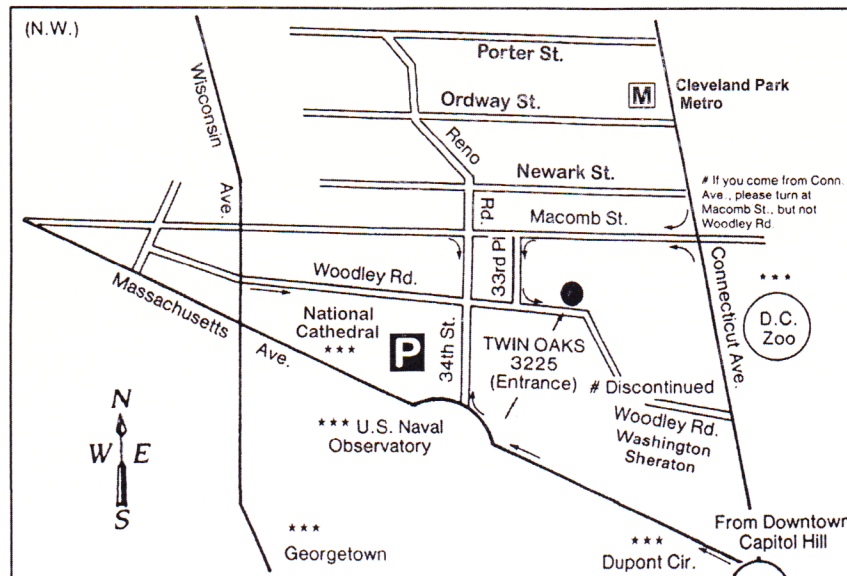 (N.W.)
Porter St.
Wisconsin
Ave.
Ordway St.
M
Cleveland Park
Metro
Reno
Rd.
Newark St.
# If you come from Conn.
Ave., please turn at
Macomb St., but not
Woodley Rd.
Macomb St.
33rd Pl
Woodley Rd.
Massachusetts
Ave.
Connecticut Ave.
***
D.C.
Zoo
National
Cathedral
***
P
34th St.
TWIN OAKS
3225
(Entrance)
# Discontinued
Woodley Rd.
Washington
Sheraton
*** U.S. Naval
Observatory
N
W E
S
***
Georgetown
***
Dupont Cir.
From Downtown
Capitol Hill